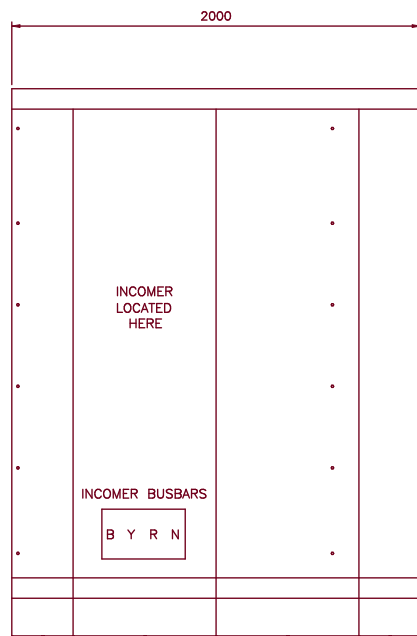 2000
INCOMER
LOCATED
HERE
INCOMER BUSBARS
B Y R N